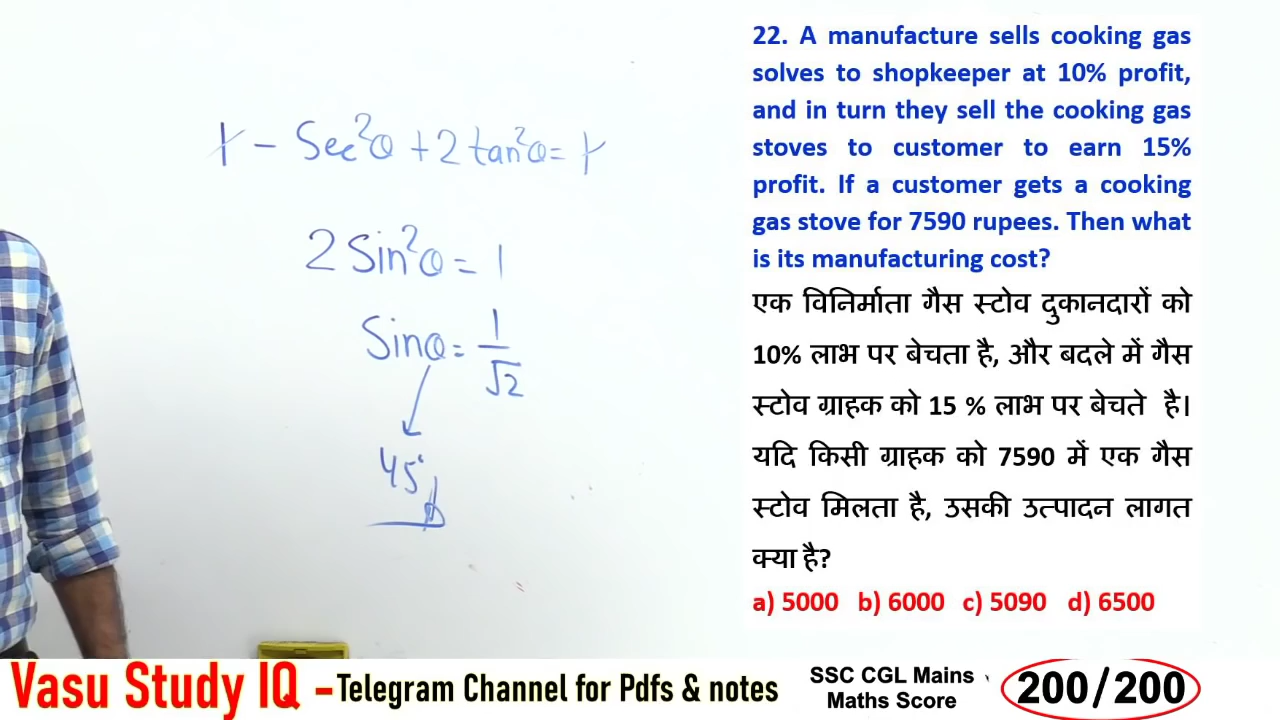 1 - Sec²θ + 2 tan²θ = 1
2 Sin²θ = 1
Sinθ = 1/√2
45°
22. A manufacture sells cooking gas
solves to shopkeeper at 10% profit,
and in turn they sell the cooking gas
stoves to customer to earn 15%
profit. If a customer gets a cooking
gas stove for 7590 rupees. Then what
is its manufacturing cost?
एक विनिर्माता गैस स्टोव दुकानदारों को
10% लाभ पर बेचता है, और बदले में गैस
स्टोव ग्राहक को 15 % लाभ पर बेचते है।
यदि किसी ग्राहक को 7590 में एक गैस
स्टोव मिलता है, उसकी उत्पादन लागत
क्या है?
a) 5000 b) 6000 c) 5090 d) 6500
Vasu Study IQ - Telegram Channel for Pdfs & notes
SSC CGL Mains
Maths Score
200/200